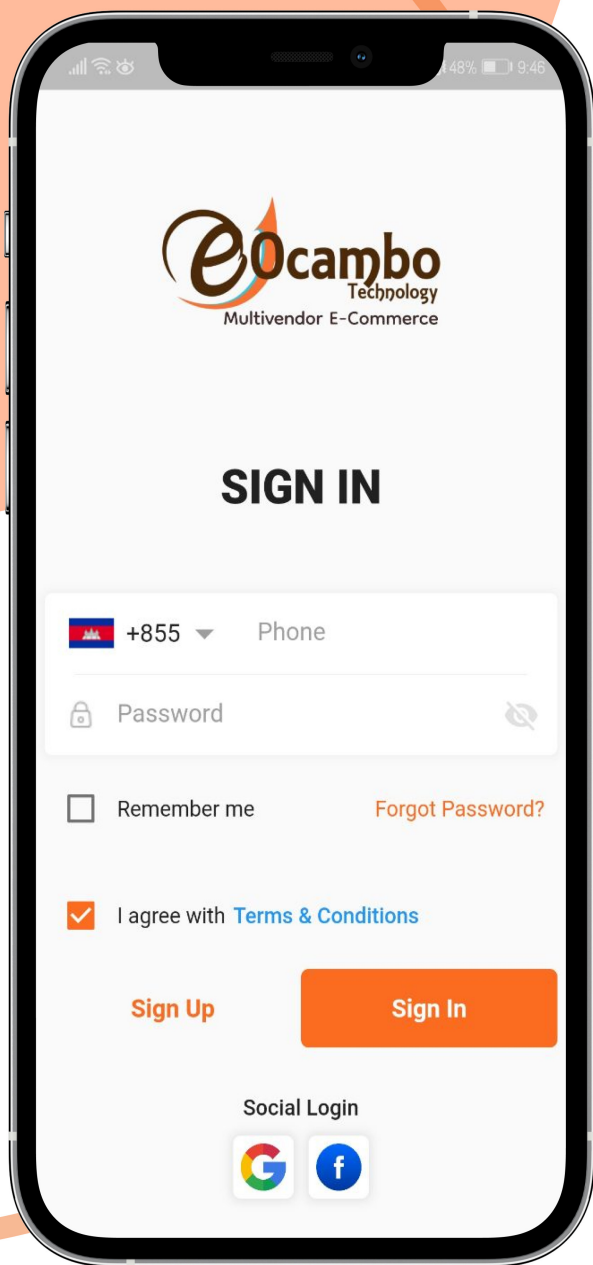 48% 9:46
eOcambo
Technology
Multivendor E-Commerce
SIGN IN
+855 Phone
Password
Remember me Forgot Password?
I agree with Terms & Conditions
Sign Up Sign In
Social Login
G f